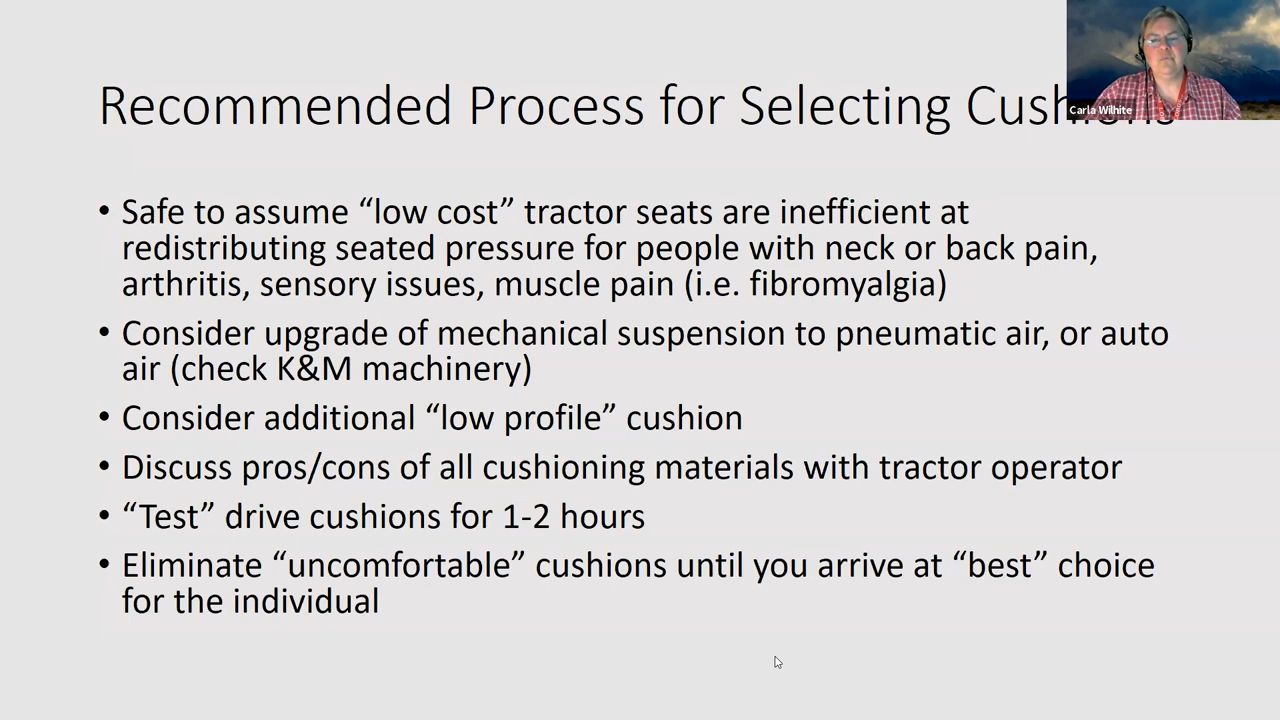 Recommended Process for Selecting Cushions
Carla Wilhite
• Safe to assume “low cost” tractor seats are inefficient at
redistributing seated pressure for people with neck or back pain,
arthritis, sensory issues, muscle pain (i.e. fibromyalgia)
• Consider upgrade of mechanical suspension to pneumatic air, or auto
air (check K&M machinery)
• Consider additional “low profile” cushion
• Discuss pros/cons of all cushioning materials with tractor operator
• “Test” drive cushions for 1-2 hours
• Eliminate “uncomfortable” cushions until you arrive at “best” choice
for the individual